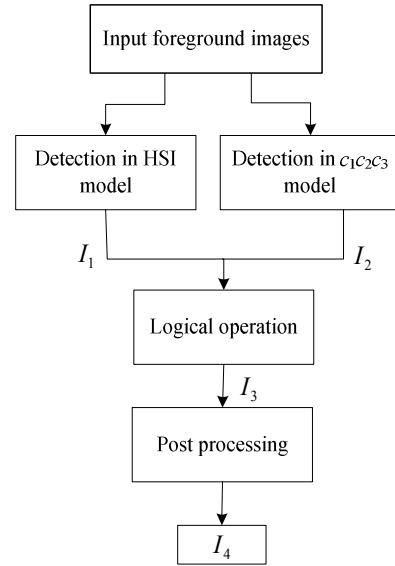 Input foreground images
Detection in HSI
model
Detection in c₁c₂c₃
model
I₁
I₂
Logical operation
I₃
Post processing
I₄